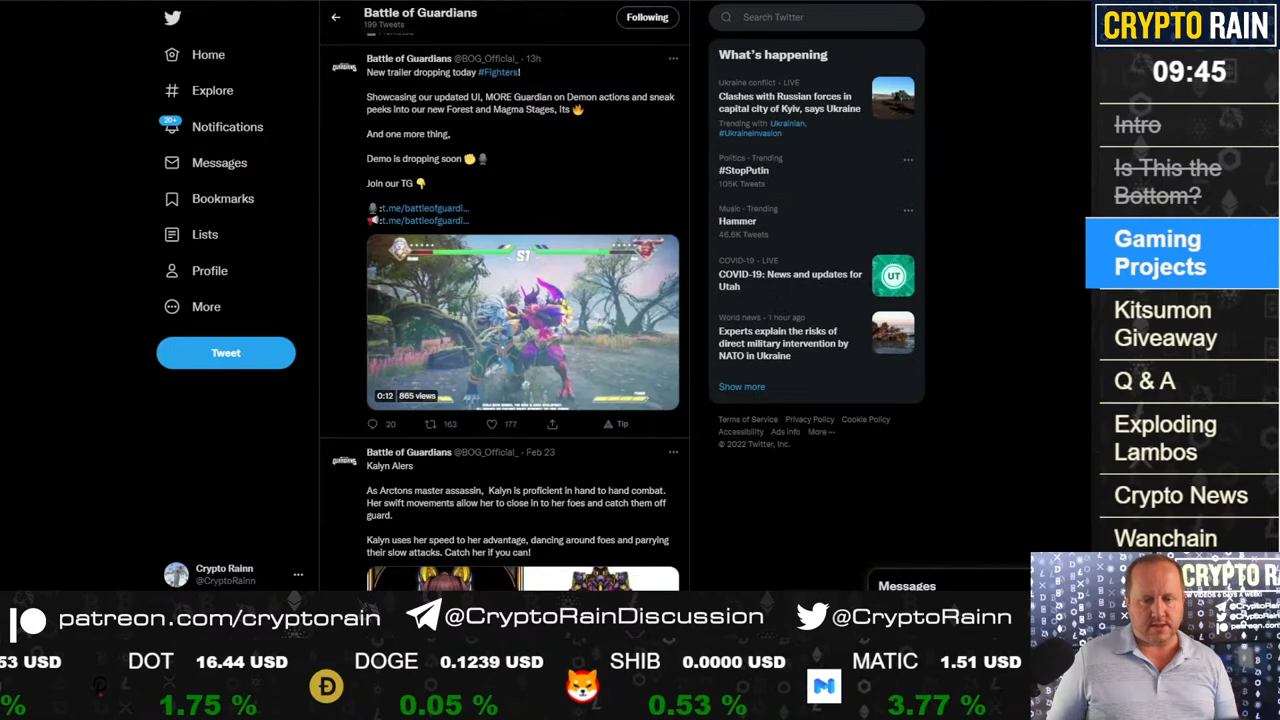 Battle of Guardians
199 Tweets
Following
Search Twitter
Home
Explore
20+
Notifications
Messages
Bookmarks
Lists
Profile
More
Tweet
Crypto Rainn
@CryptoRainn
Promoted
Battle of Guardians @BOG_Official_ · 13h
New trailer dropping today #Fighters!
Showcasing our updated UI, MORE Guardian on Demon actions and sneak
peeks into our new Forest and Magma Stages, its 🔥
And one more thing,
Demo is dropping soon
Join our TG 👇
:t.me/battleofguardi...
:t.me/battleofguardi...
S1
0:12 865 views
20
163
177
Tip
Battle of Guardians @BOG_Official_ · Feb 23
Kalyn Alers
As Arctons master assassin, Kalyn is proficient in hand to hand combat.
Her swift movements allow her to close in to her foes and catch them off
guard.
Kalyn uses her speed to her advantage, dancing around foes and parrying
their slow attacks. Catch her if you can!
What's happening
Ukraine conflict · LIVE
Clashes with Russian forces in
capital city of Kyiv, says Ukraine
Trending with Ukrainian,
#UkraineInvasion
Politics · Trending
#StopPutin
105K Tweets
Music · Trending
Hammer
46.6K Tweets
COVID-19 · LIVE
COVID-19: News and updates for
Utah
UT
World news · 1 hour ago
Experts explain the risks of
direct military intervention by
NATO in Ukraine
Show more
Terms of Service Privacy Policy Cookie Policy
Accessibility Ads info More ···
© 2022 Twitter, Inc.
Messages
CRYPTO RAIN
09:45
Intro
Is This the
Bottom?
Gaming
Projects
Kitsumon
Giveaway
Q & A
Exploding
Lambos
Crypto News
Wanchain
CRYPTO RAIN
patreon.com/cryptorain
@CryptoRainDiscussion
@CryptoRainn
53 USD
%
DOT 16.44 USD
1.75 %
DOGE 0.1239 USD
0.05 %
SHIB 0.0000 USD
0.53 %
MATIC 1.51 USD
3.77 %